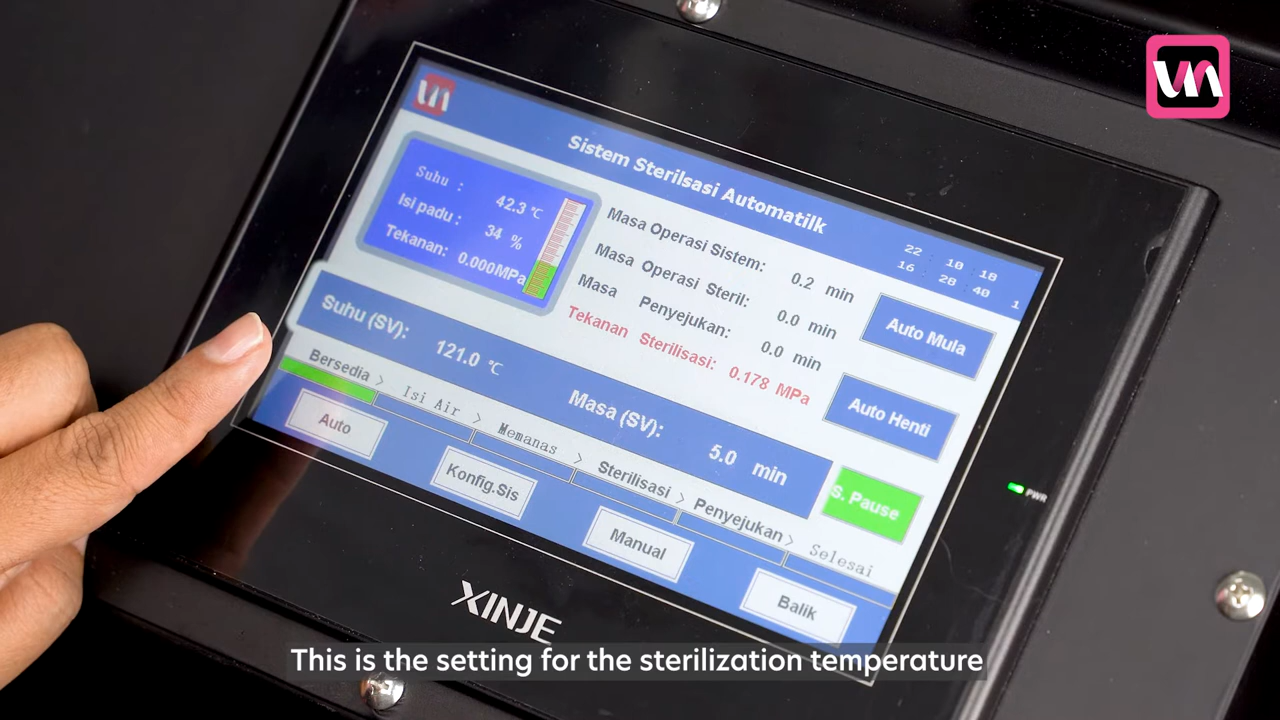 Sistem Sterilsasi Automatilk
22 : 10 : 10
16 : 20 : 40 1
Suhu : 42.3 ℃
Isi padu : 34 %
Tekanan: 0.000MPa
Masa Operasi Sistem: 0.2 min
Masa Operasi Steril: 0.0 min
Masa Penyejukan: 0.0 min
Tekanan Sterilisasi: 0.178 MPa
Auto Mula
Auto Henti
Suhu (SV): 121.0 ℃ Masa (SV): 5.0 min
S. Pause
Bersedia > Isi Air > Memanas > Sterilisasi > Penyejukan > Selesai
Auto
Konfig.Sis
Manual
Balik
PWR
XINJE
This is the setting for the sterilization temperature